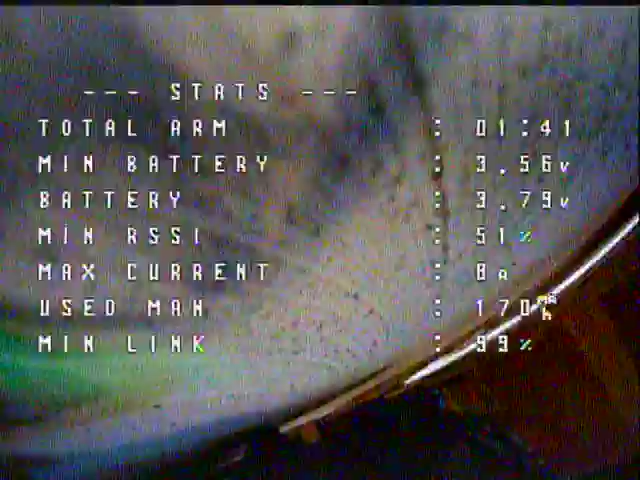 --- STATS ---
TOTAL ARM : 01:41
MIN BATTERY : 3.56V
BATTERY : 3.79V
MIN RSSI : 51%
MAX CURRENT : 8A
USED MAH : 170MAh
MIN LINK : 99%